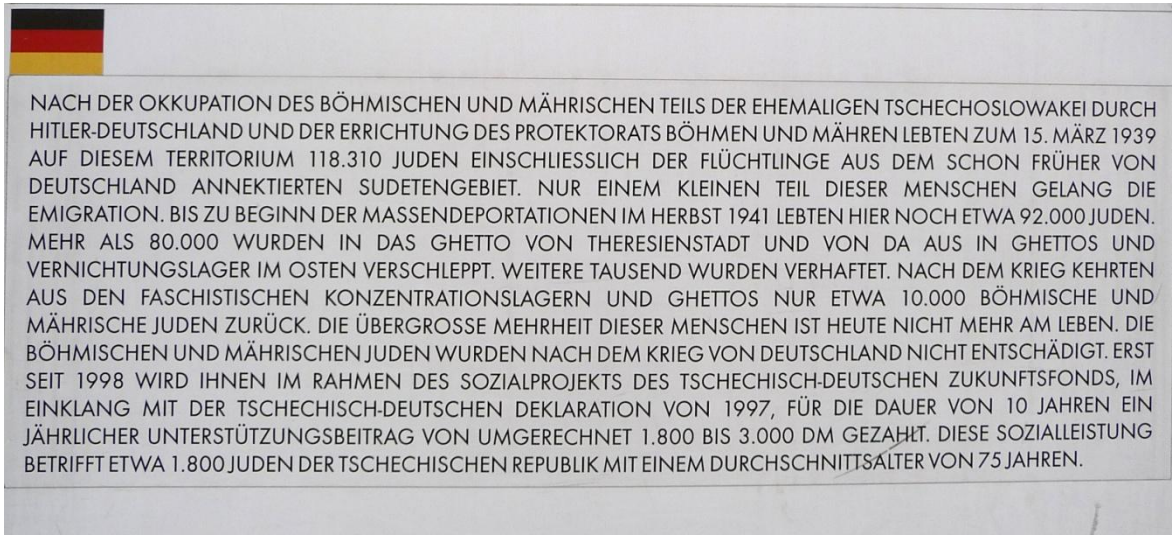 NACH DER OKKUPATION DES BÖHMISCHEN UND MÄHRISCHEN TEILS DER EHEMALIGEN TSCHECHOSLOWAKEI DURCH
HITLER-DEUTSCHLAND UND DER ERRICHTUNG DES PROTEKTORATS BÖHMEN UND MÄHREN LEBTEN ZUM 15. MÄRZ 1939
AUF DIESEM TERRITORIUM 118.310 JUDEN EINSCHLIESSLICH DER FLÜCHTLINGE AUS DEM SCHON FRÜHER VON
DEUTSCHLAND ANNEKTIERTEN SUDETENGEBIET. NUR EINEM KLEINEN TEIL DIESER MENSCHEN GELANG DIE
EMIGRATION. BIS ZU BEGINN DER MASSENDEPORTATIONEN IM HERBST 1941 LEBTEN HIER NOCH ETWA 92.000 JUDEN.
MEHR ALS 80.000 WURDEN IN DAS GHETTO VON THERESIENSTADT UND VON DA AUS IN GHETTOS UND
VERNICHTUNGSLAGER IM OSTEN VERSCHLEPPT. WEITERE TAUSEND WURDEN VERHAFTET. NACH DEM KRIEG KEHRTEN
AUS DEN FASCHISTISCHEN KONZENTRATIONSLAGERN UND GHETTOS NUR ETWA 10.000 BÖHMISCHE UND
MÄHRISCHE JUDEN ZURÜCK. DIE ÜBERGROSSE MEHRHEIT DIESER MENSCHEN IST HEUTE NICHT MEHR AM LEBEN. DIE
BÖHMISCHEN UND MÄHRISCHEN JUDEN WURDEN NACH DEM KRIEG VON DEUTSCHLAND NICHT ENTSCHÄDIGT. ERST
SEIT 1998 WIRD IHNEN IM RAHMEN DES SOZIALPROJEKTS DES TSCHECHISCH-DEUTSCHEN ZUKUNFTSFONDS, IM
EINKLANG MIT DER TSCHECHISCH-DEUTSCHEN DEKLARATION VON 1997, FÜR DIE DAUER VON 10 JAHREN EIN
JÄHRLICHER UNTERSTÜTZUNGSBEITRAG VON UMGERECHNET 1.800 BIS 3.000 DM GEZAHLT. DIESE SOZIALLEISTUNG
BETRIFFT ETWA 1.800 JUDEN DER TSCHECHISCHEN REPUBLIK MIT EINEM DURCHSCHNITTSALTER VON 75 JAHREN.